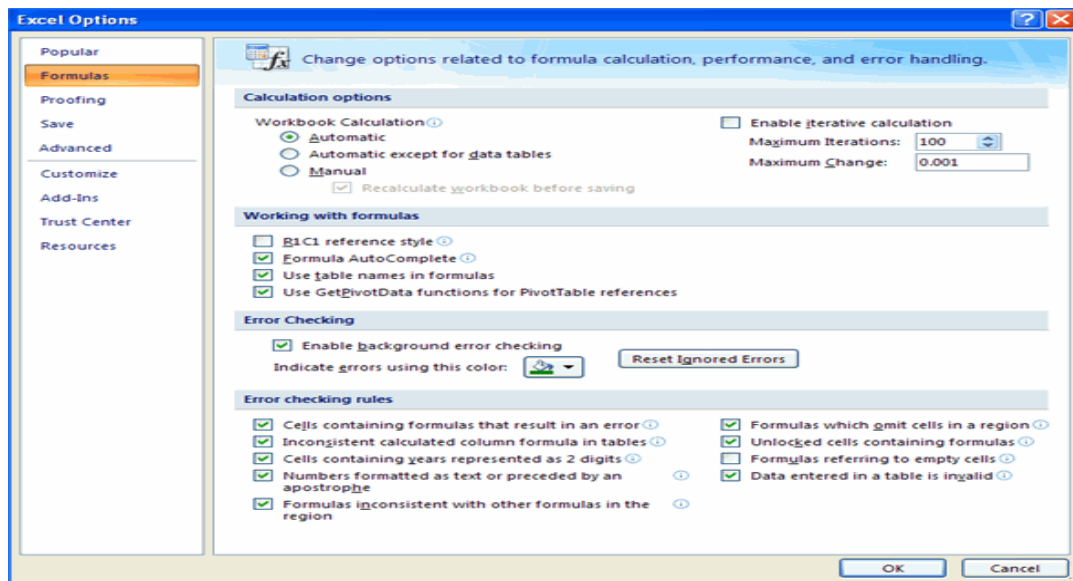 Excel Options
Popular
Formulas
Proofing
Save
Advanced
Customize
Add-Ins
Trust Center
Resources
Change options related to formula calculation, performance, and error handling.
Calculation options
Workbook Calculation
Automatic
Automatic except for data tables
Manual
Recalculate workbook before saving
Enable iterative calculation
Maximum Iterations: 100
Maximum Change: 0.001
Working with formulas
R1C1 reference style
Formula AutoComplete
Use table names in formulas
Use GetPivotData functions for PivotTable references
Error Checking
Enable background error checking
Indicate errors using this color:
Reset Ignored Errors
Error checking rules
Cells containing formulas that result in an error
Inconsistent calculated column formula in tables
Cells containing years represented as 2 digits
Numbers formatted as text or preceded by an
apostrophe
Formulas inconsistent with other formulas in the
region
Formulas which omit cells in a region
Unlocked cells containing formulas
Formulas referring to empty cells
Data entered in a table is invalid
OK
Cancel